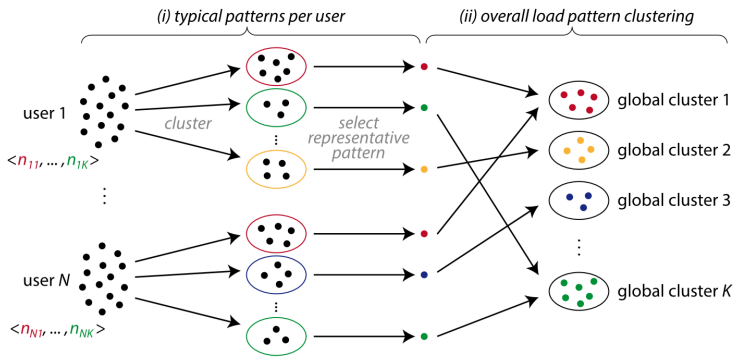 (i) typical patterns per user
(ii) overall load pattern clustering
user 1
cluster
select
representative
pattern
<n11, ... , n1K>
global cluster 1
global cluster 2
global cluster 3
global cluster K
user N
<nN1, ... , nNK>